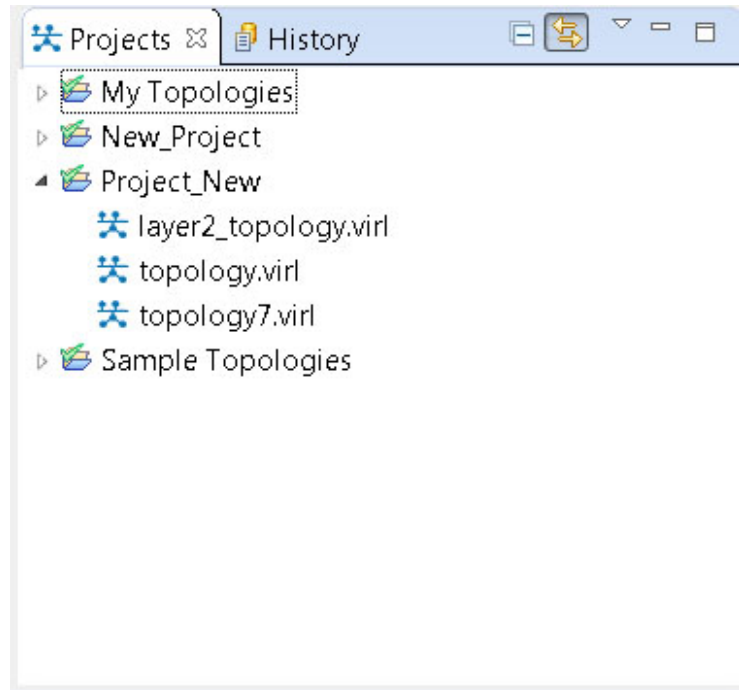 Projects History
My Topologies
New_Project
Project_New
layer2_topology.virl
topology.virl
topology7.virl
Sample Topologies